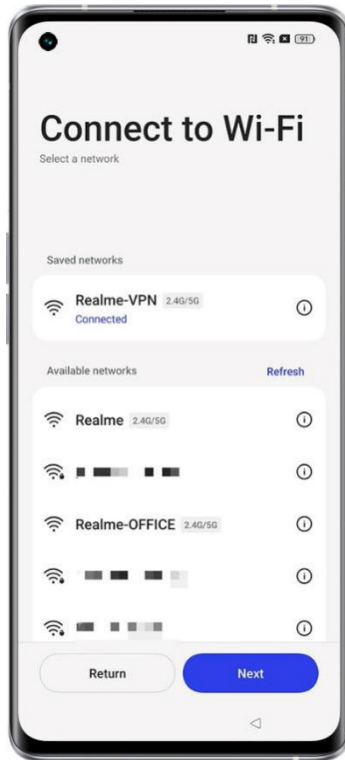 91
Connect to Wi-Fi
Select a network
Saved networks
Realme-VPN 2.4G/5G
Connected
Available networks Refresh
Realme 2.4G/5G
Realme-OFFICE 2.4G/5G
Return Next